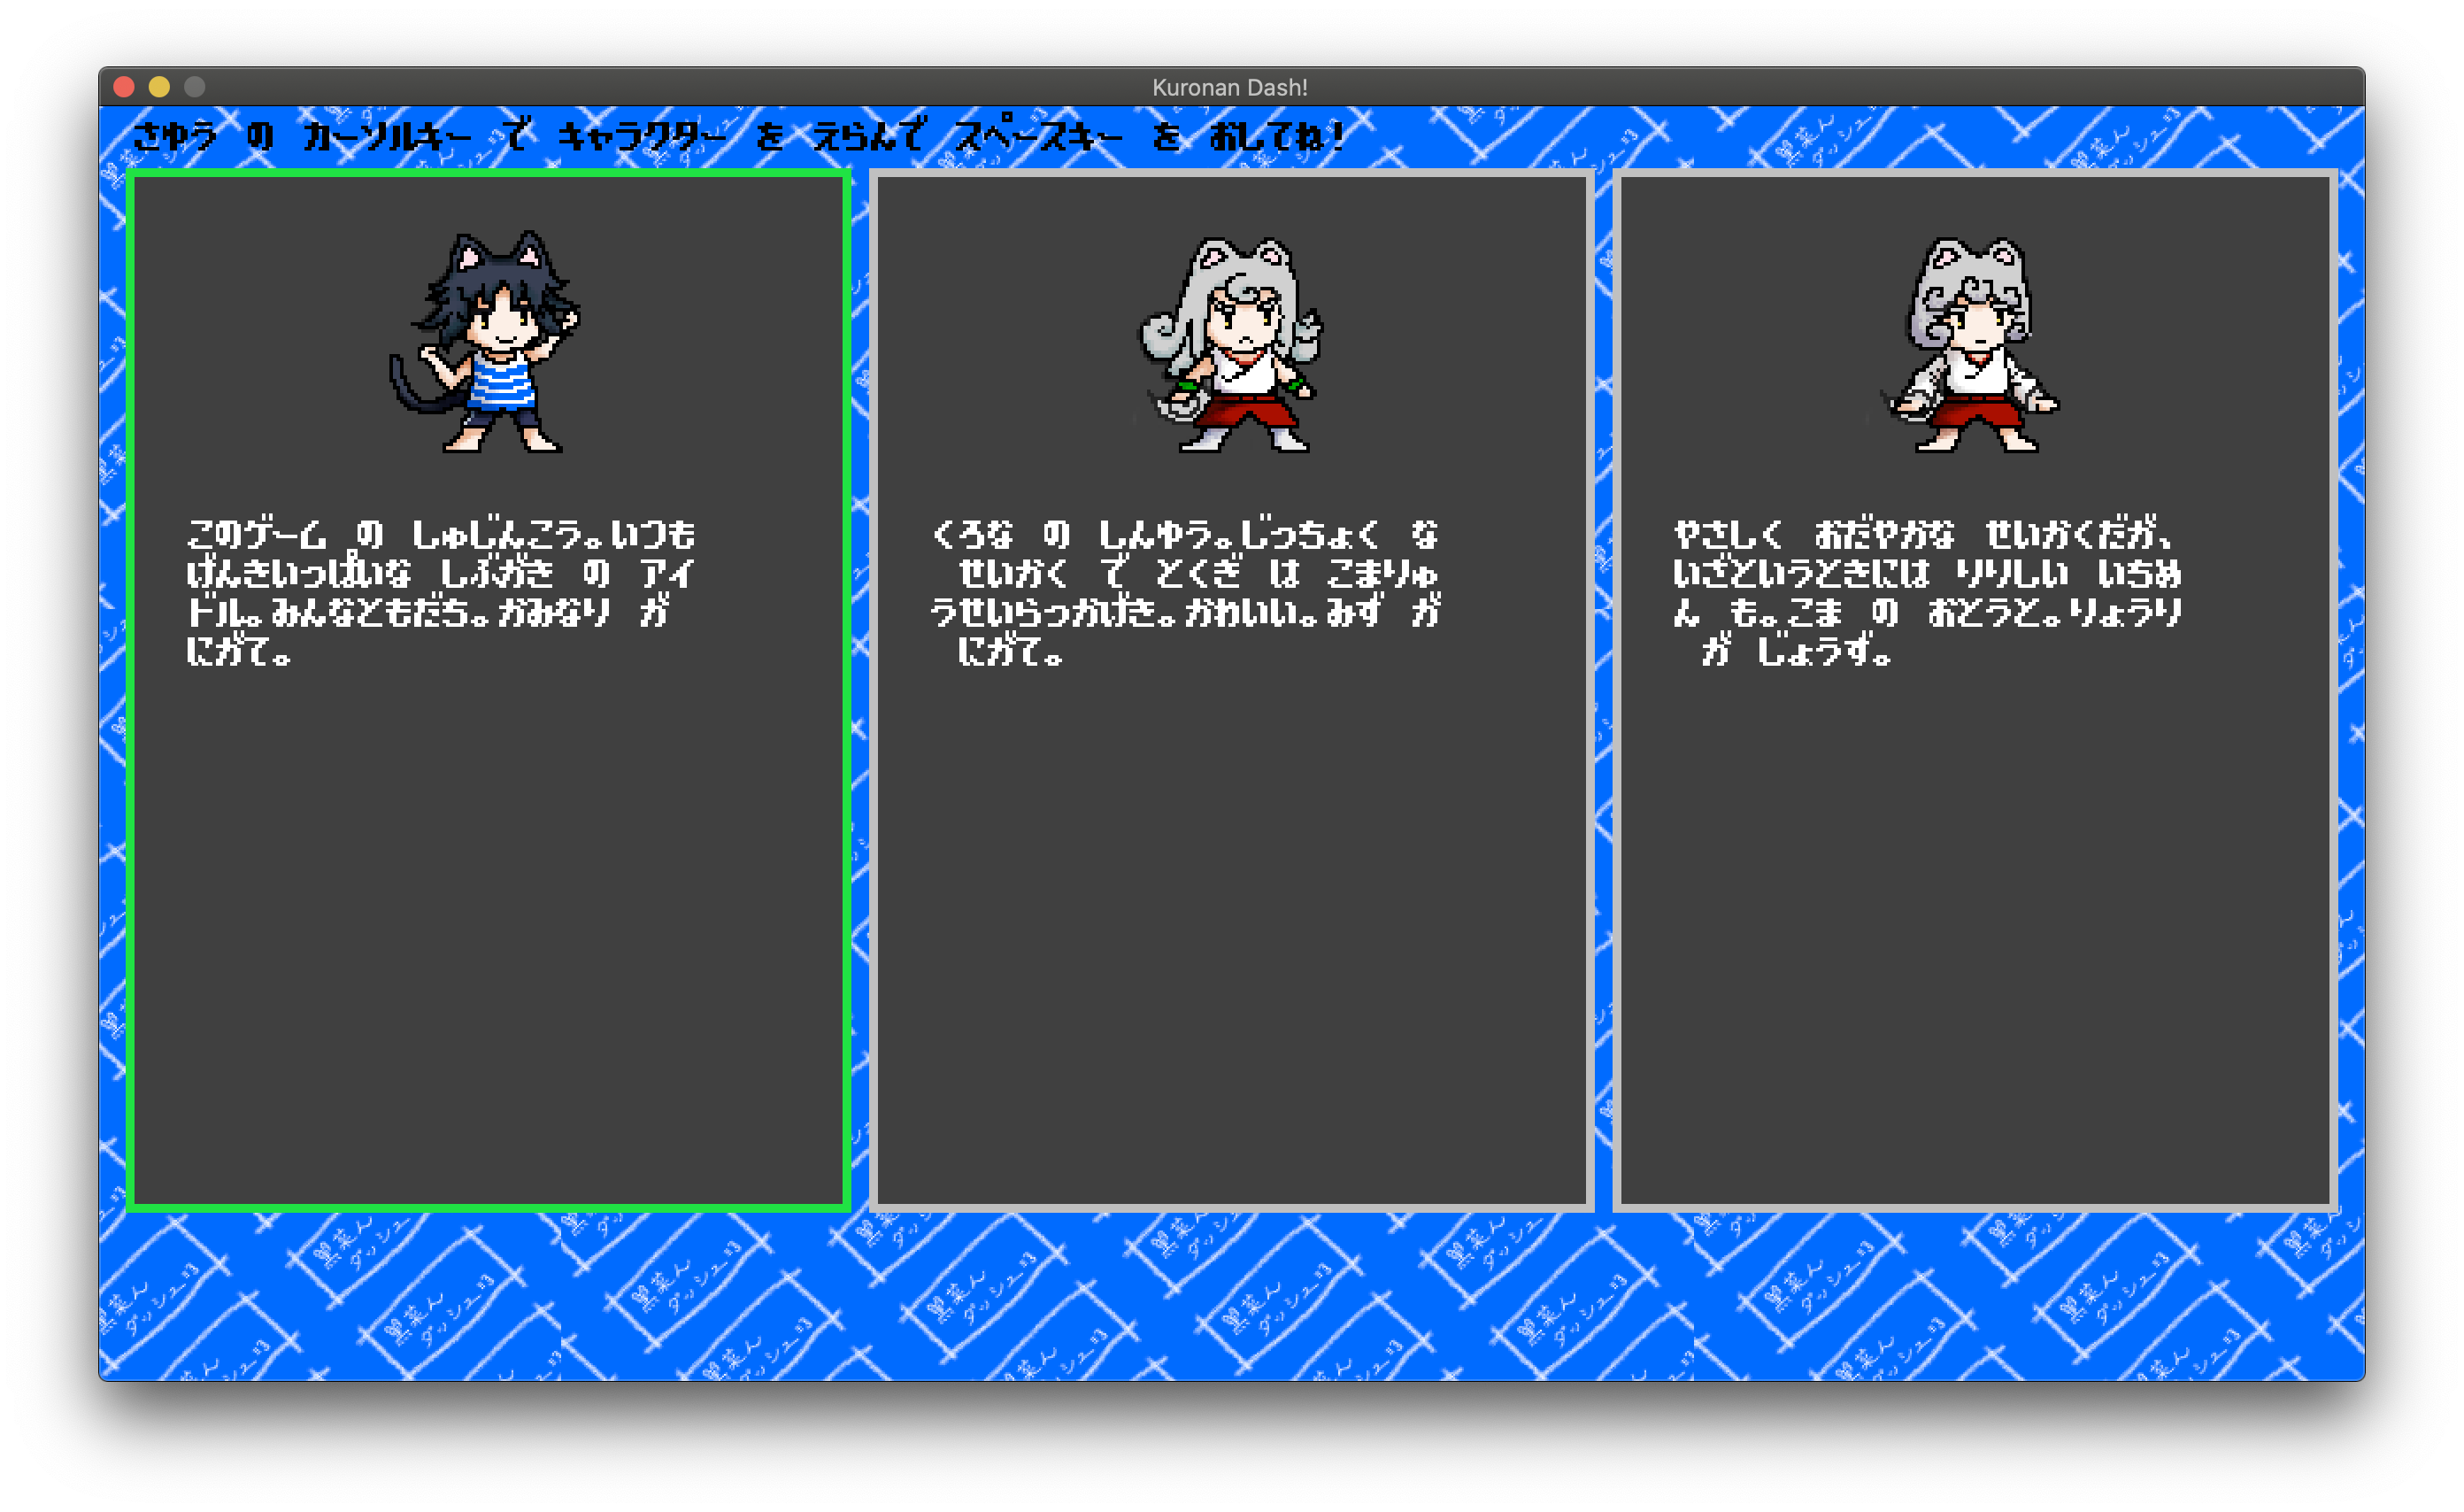 Kuronan Dash!
さゆう の カーソルキー で キャラクター を えらんで スペースキー を おしてね!
このゲーム の しゅじんこう。いつも
げんきいっぱいな しぶがき の アイ
ドル。みんなともだち。かみなり が
にがて。
くろな の しんゆう。じっちょく な
せいかく で とくぎ は こまりゅ
うせいらっかげき。かわいい。みず が
にがて。
やさしく おだやかな せいかくだが、
いざというときには りりしい いちめ
ん も。こま の おとうと。りょうり
が じょうず。
黒菜ん
ダッシュ!!